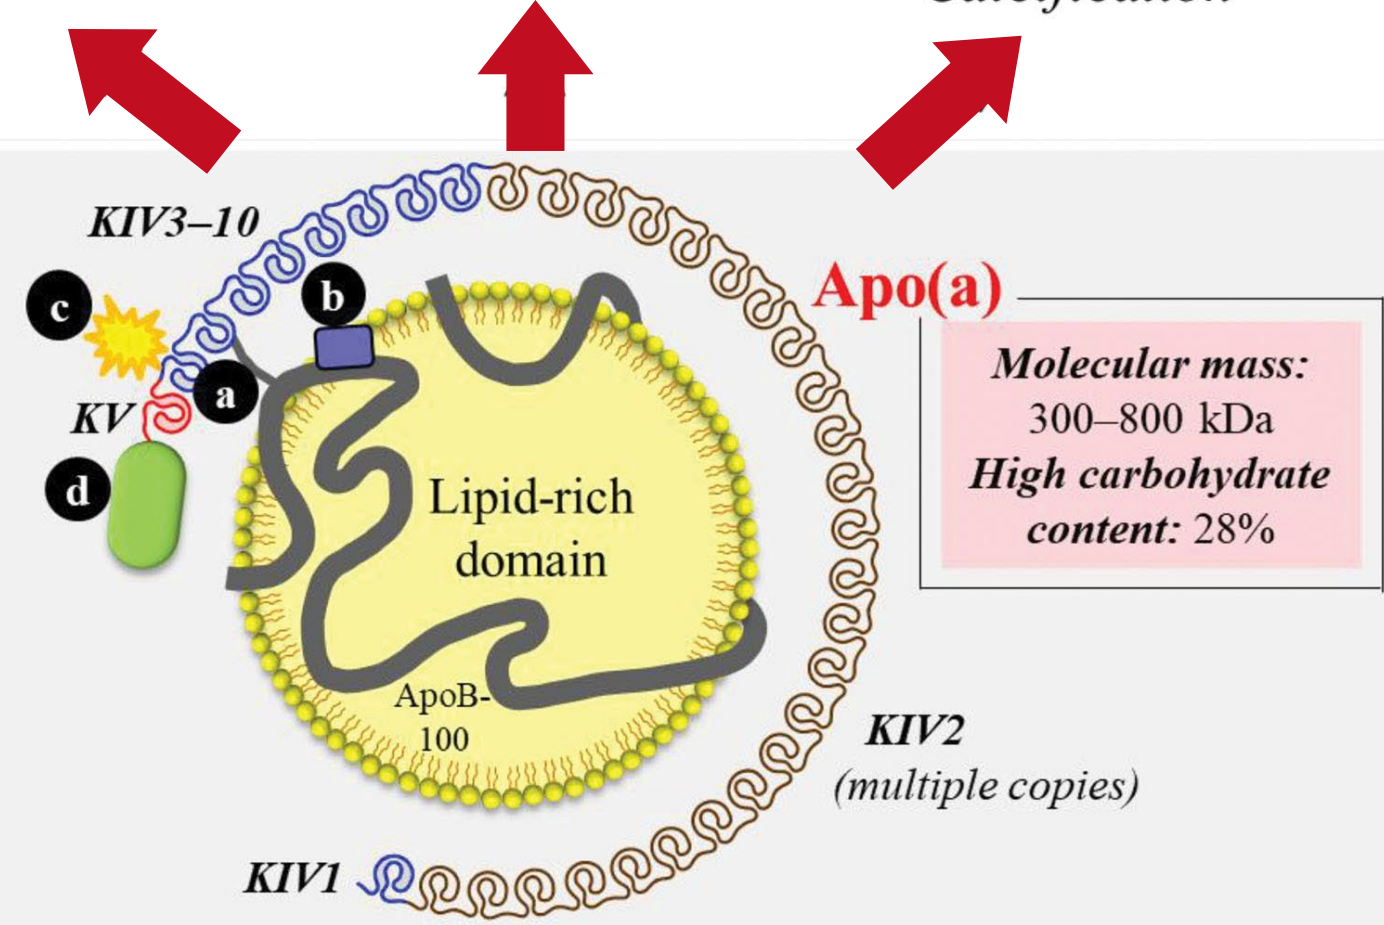 KIV3–10
b
c
Apo(a)
a
KV
d
Molecular mass:
300–800 kDa
High carbohydrate
content: 28%
Lipid-rich
domain
ApoB-
100
KIV2
(multiple copies)
KIV1